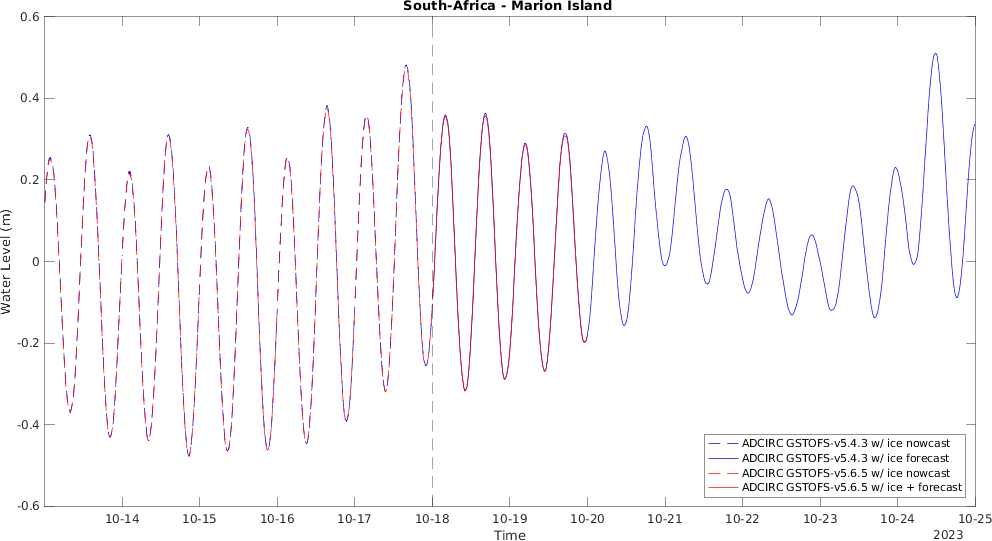 South-Africa - Marion Island
0.6
0.4
0.2
0
-0.2
-0.4
-0.6
Water Level (m)
ADCIRC GSTOFS-v5.4.3 w/ ice nowcast
ADCIRC GSTOFS-v5.4.3 w/ ice forecast
ADCIRC GSTOFS-v5.6.5 w/ ice nowcast
ADCIRC GSTOFS-v5.6.5 w/ ice + forecast
10-14 10-15 10-16 10-17 10-18 10-19 10-20 10-21 10-22 10-23 10-24 10-25
Time
2023